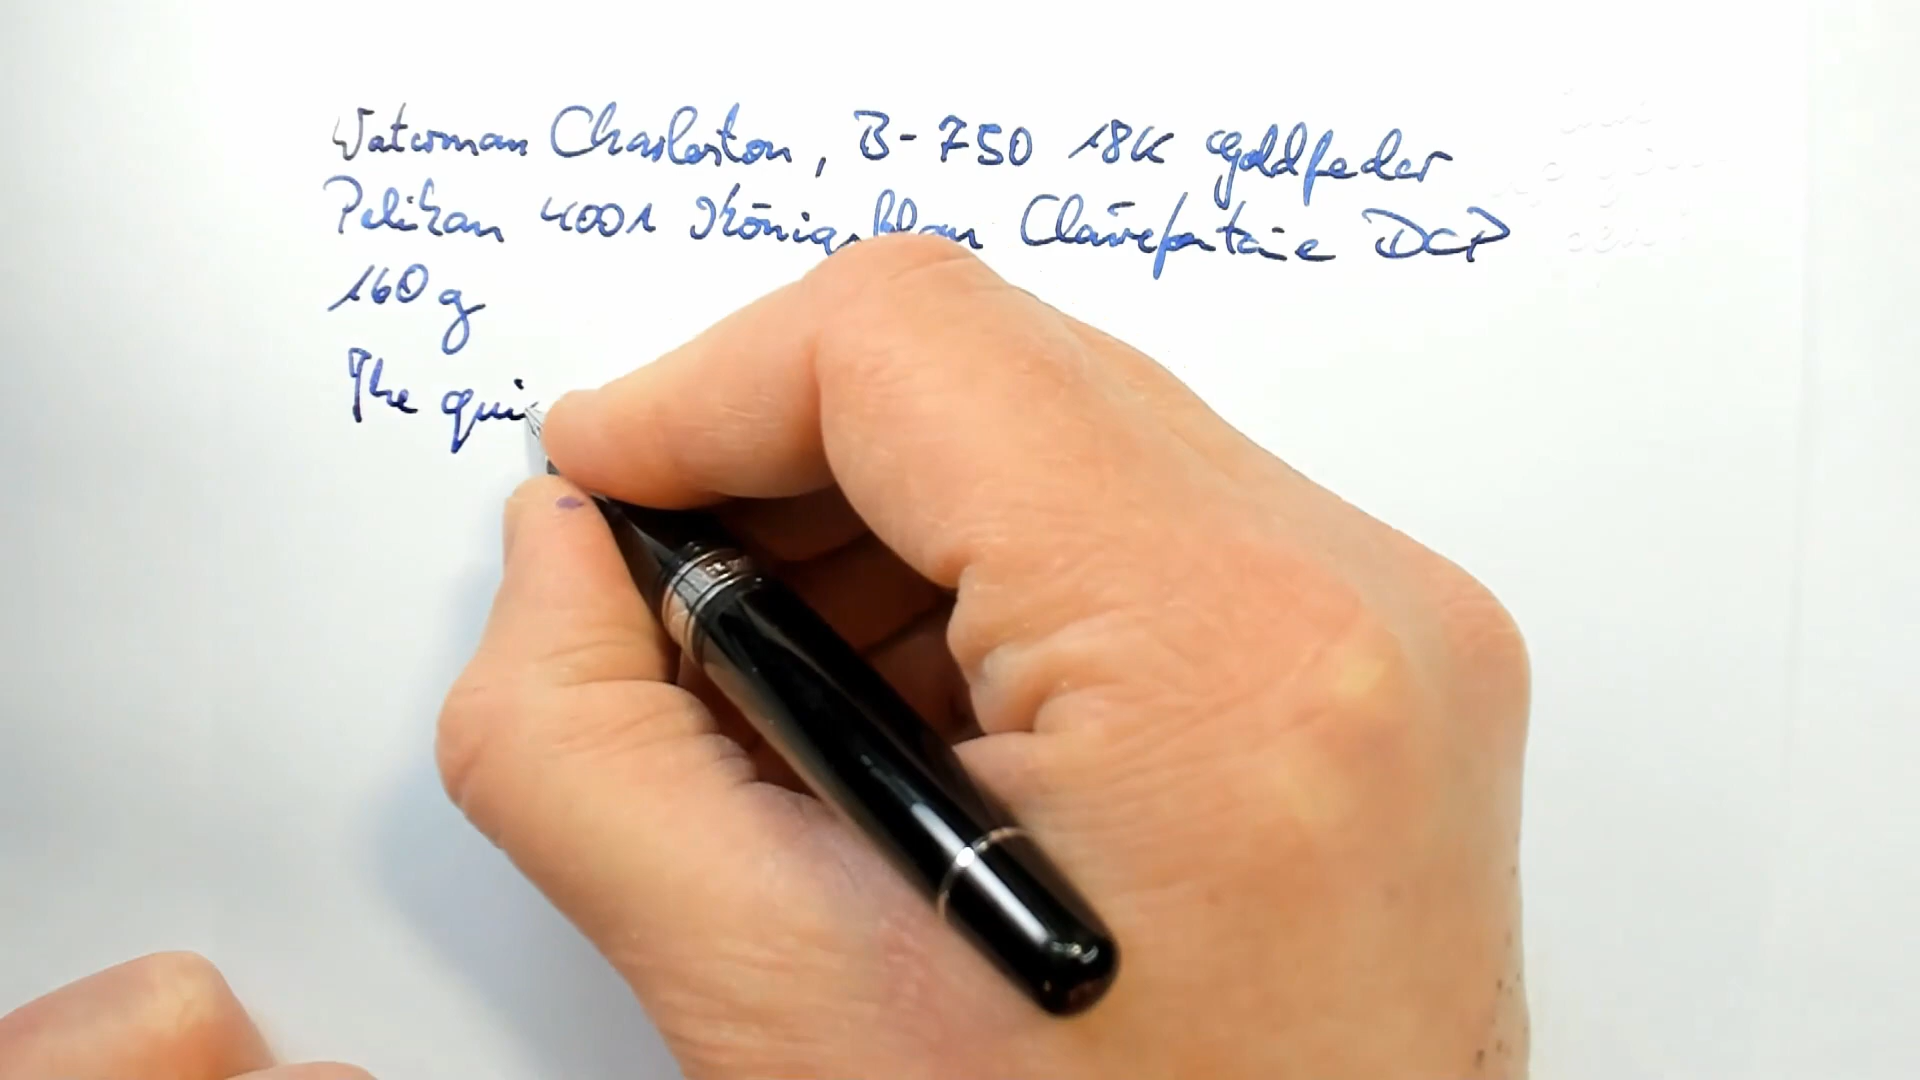 Waterman Charleston, B-750 18K Goldfeder
Pelikan 4001 Königsblau Clairefontaine DCP
160 g
The qui